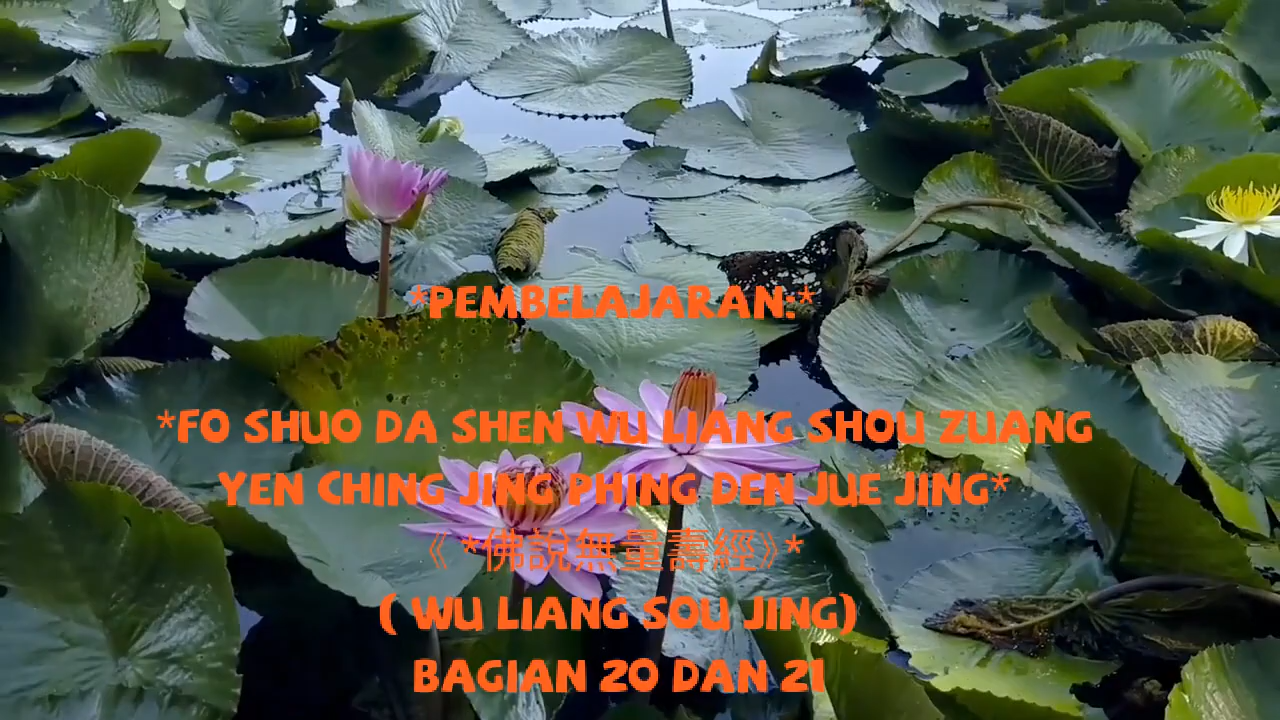 *PEMBELAJARAN:*
*FO SHUO DA SHEN WU LIANG SHOU ZUANG
YEN CHING JING PHING DEN JUE JING*
《 *佛說無量壽經》*
( WU LIANG SOU JING)
BAGIAN 20 DAN 21